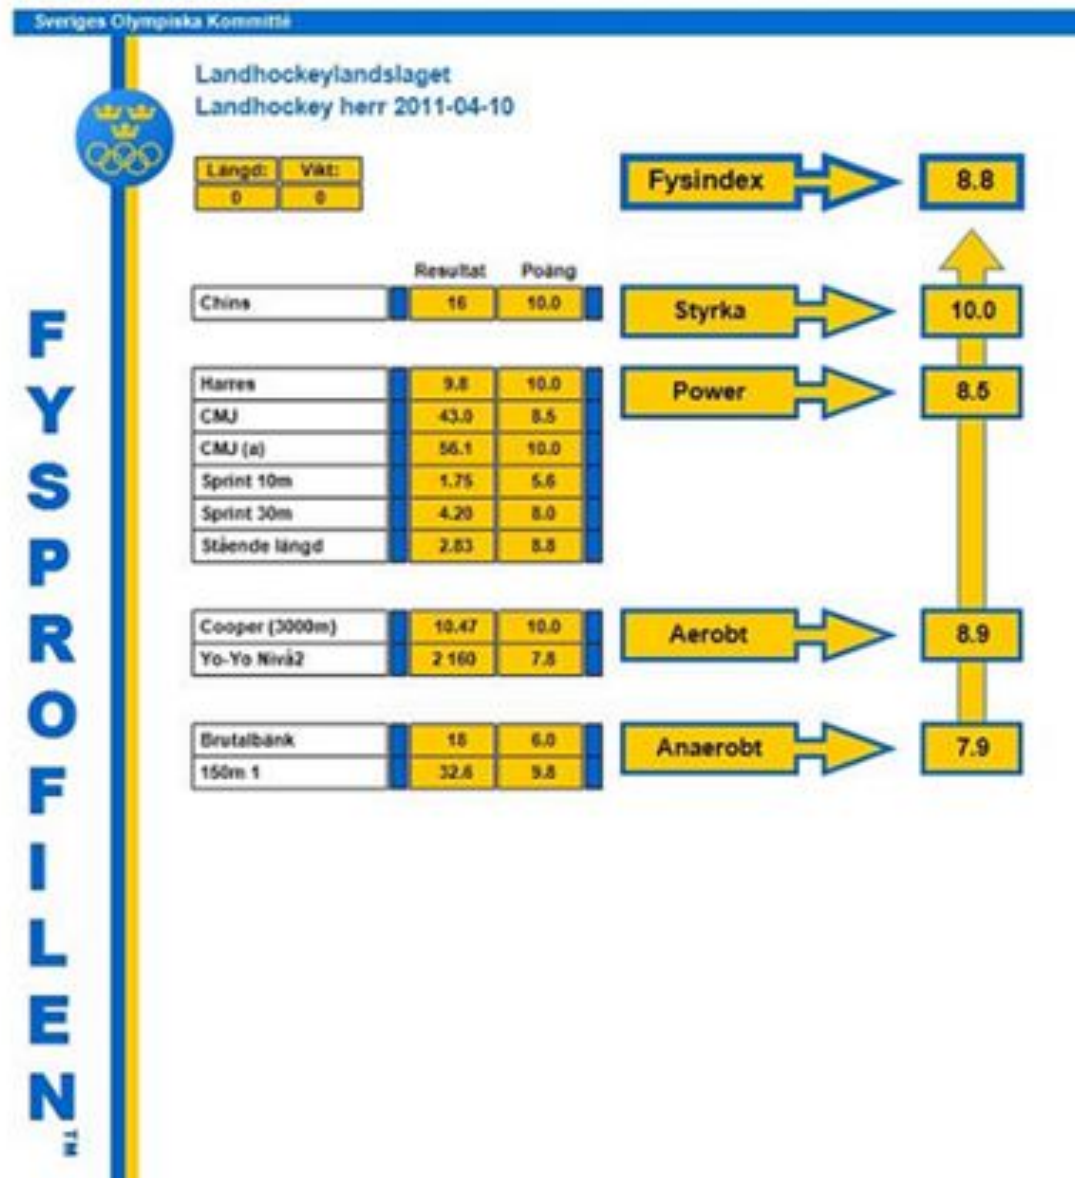 Sveriges Olympiska Kommitté
Landhockeylandslaget
Landhockey herr 2011-04-10
Längd: Vikt:
0 0
Fysindex 8.8
Resultat Poäng
Chins 16 10.0 Styrka 10.0
Harres 9.8 10.0 Power 8.5
CMJ 43.0 8.5
CMJ (a) 56.1 10.0
Sprint 10m 1.75 5.6
Sprint 30m 4.20 8.0
Stående längd 2.83 8.8
Cooper (3000m) 10.47 10.0 Aerobt 8.9
Yo-Yo Nivå2 2 160 7.8
Brutalbänk 18 6.0 Anaerobt 7.9
150m 1 32.6 9.8
FYSPROFILEN™